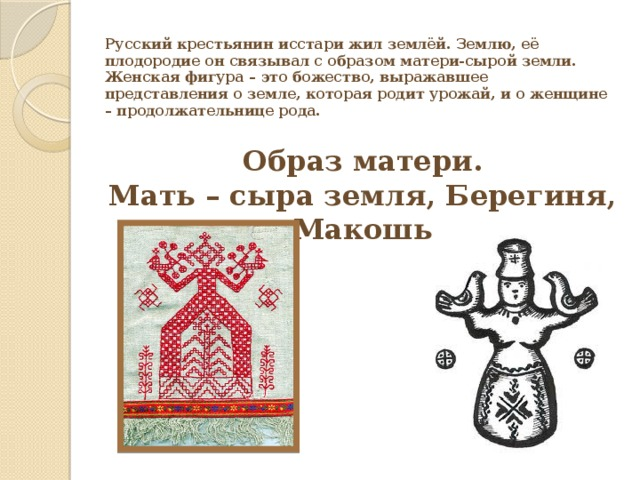 Русский крестьянин исстари жил землёй. Землю, её
плодородие он связывал с образом матери-сырой земли.
Женская фигура – это божество, выражавшее
представления о земле, которая родит урожай, и о женщине
– продолжательнице рода.
Образ матери.
Мать – сыра земля, Берегиня,
Макошь